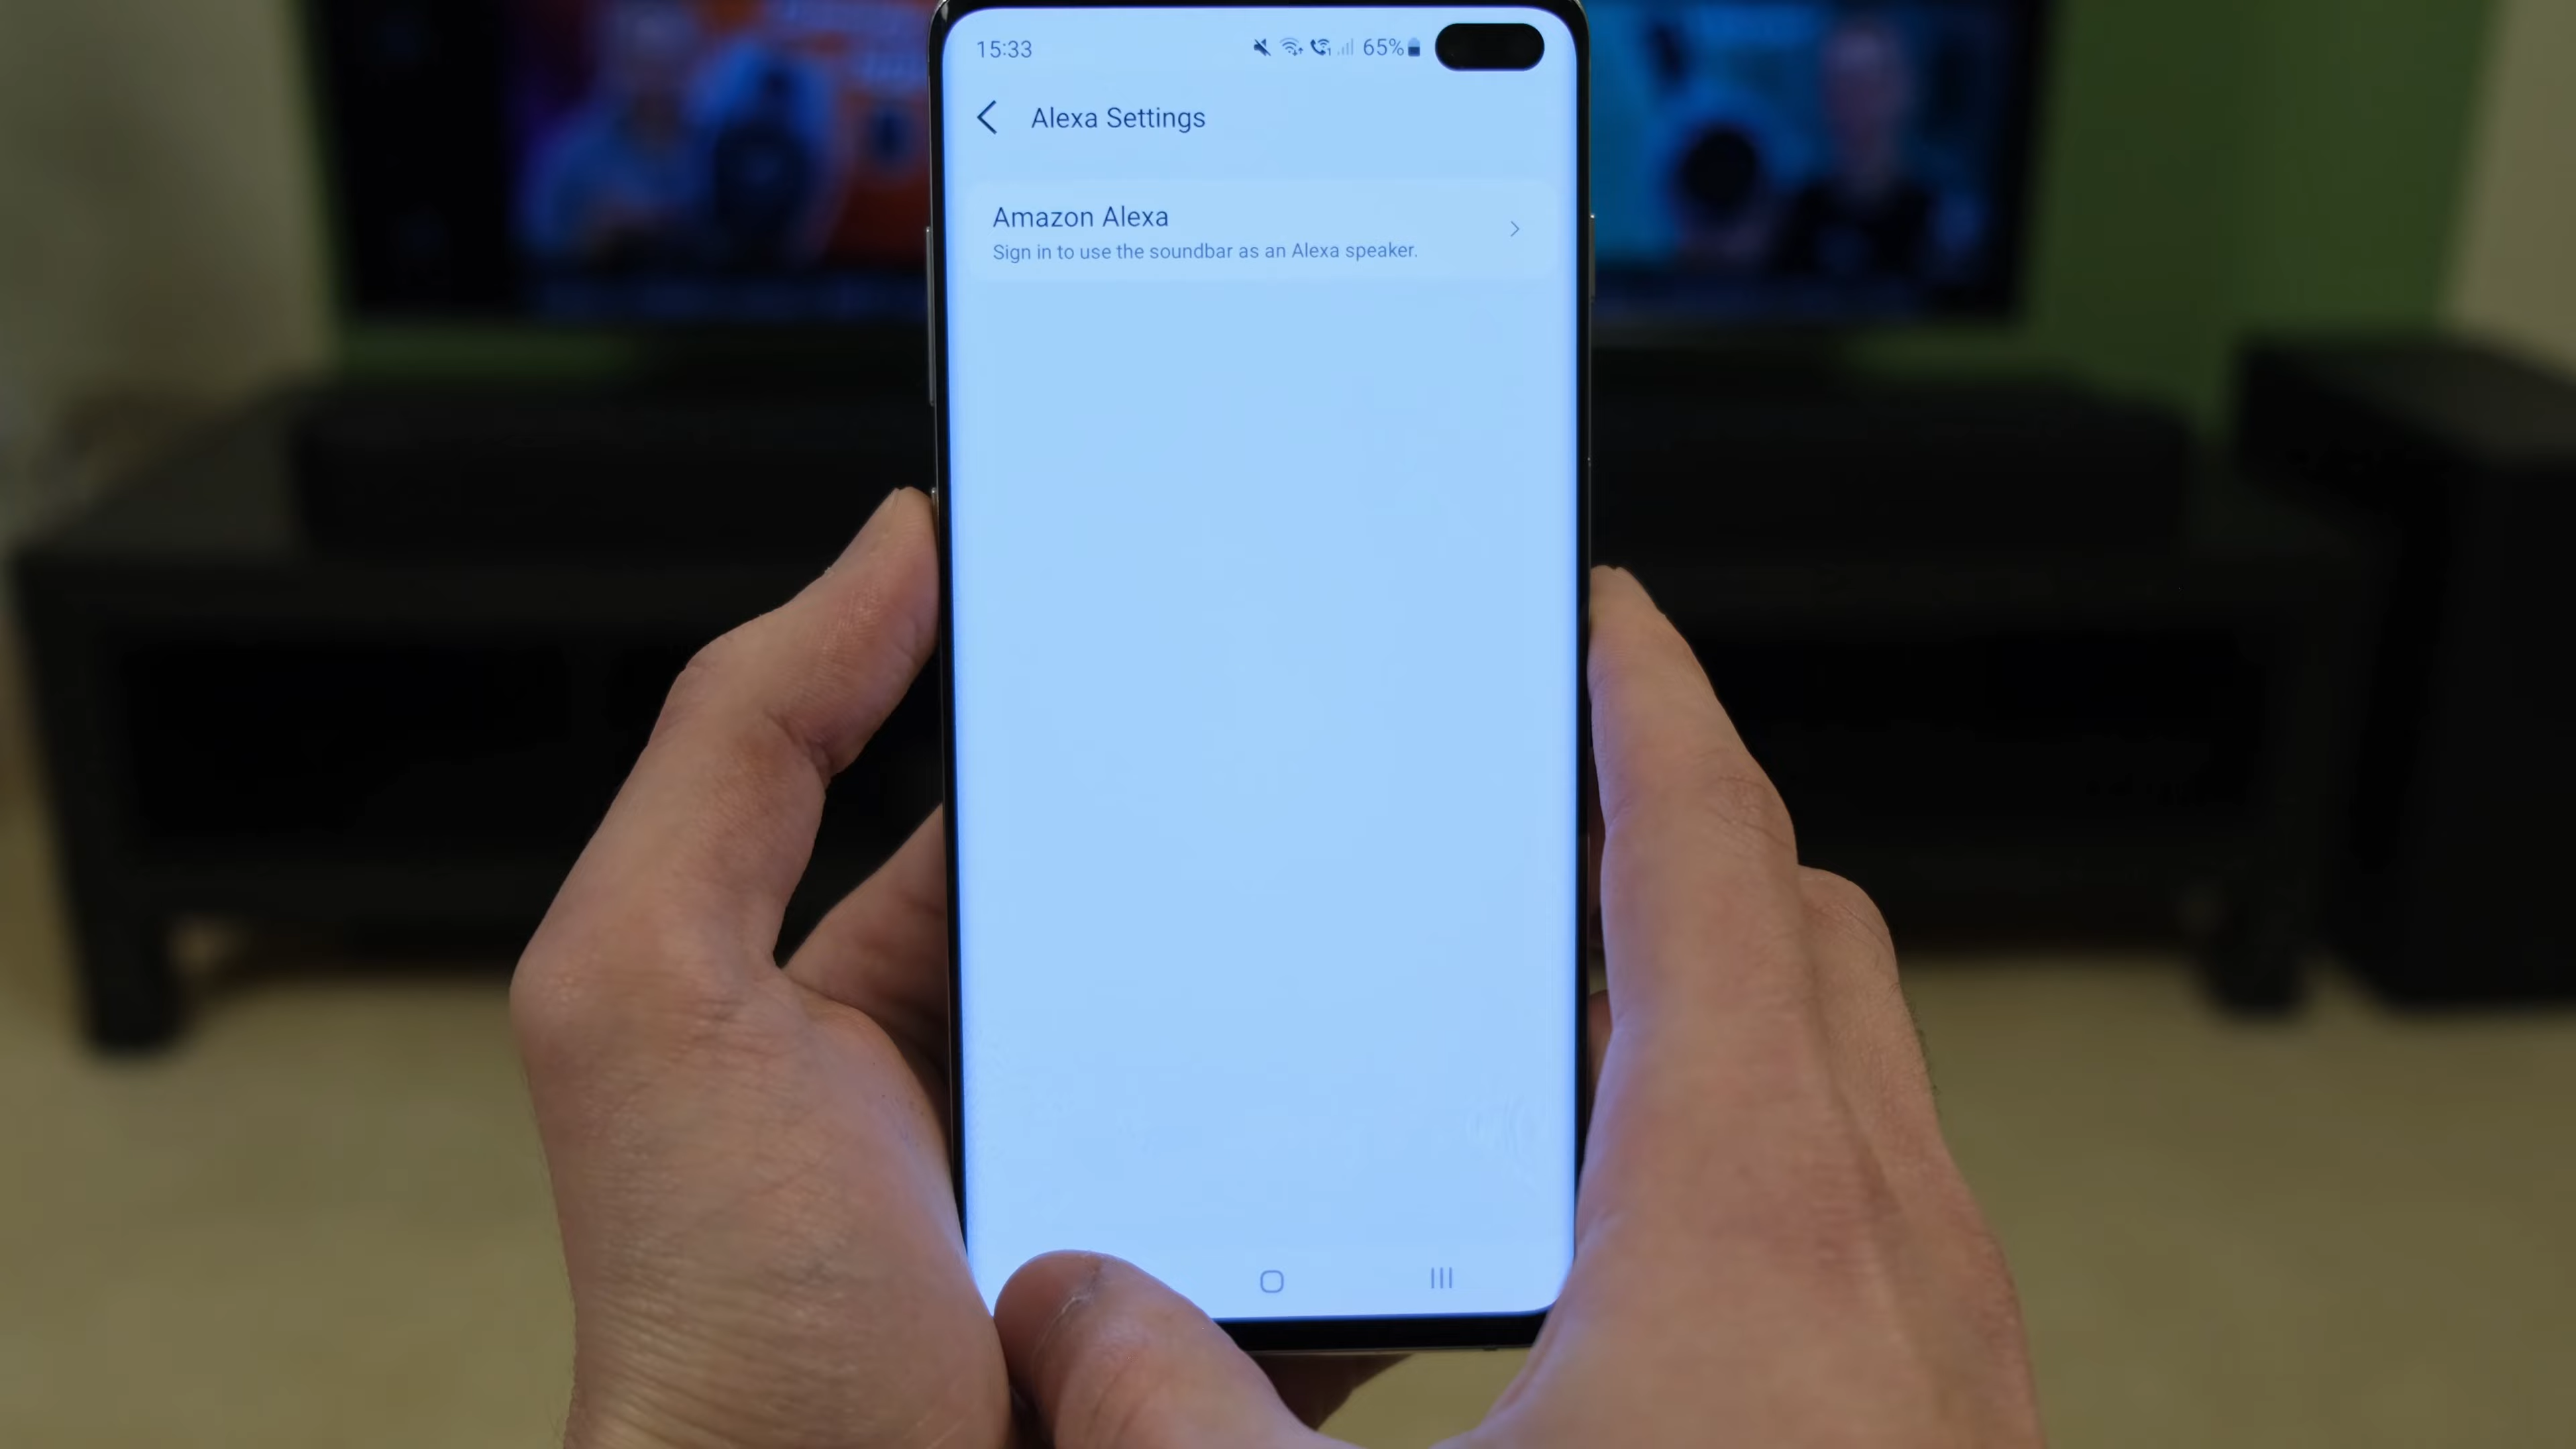 15:33 65%
Alexa Settings
Amazon Alexa
Sign in to use the soundbar as an Alexa speaker.